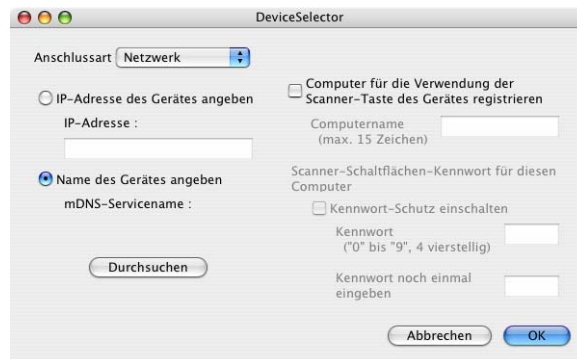 DeviceSelector
Anschlussart Netzwerk
IP-Adresse des Gerätes angeben
IP-Adresse :
Name des Gerätes angeben
mDNS-Servicename :
Durchsuchen
Computer für die Verwendung der
Scanner-Taste des Gerätes registrieren
Computername
(max. 15 Zeichen)
Scanner-Schaltflächen-Kennwort für diesen
Computer
Kennwort-Schutz einschalten
Kennwort
("0" bis "9", 4 vierstellig)
Kennwort noch einmal
eingeben
Abbrechen
OK